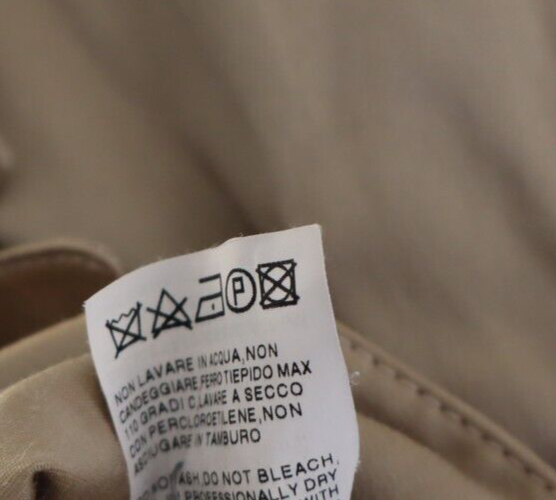 P
NON LAVARE IN ACQUA,NON
CANDEGGIARE,FERRO TIEPIDO MAX
110 GRADI C,LAVARE A SECCO
CON PERCLOROETILENE,NON
ASCIUGARE IN TAMBURO
DO NOT BLEACH,
PROFESSIONALLY DRY
WITH